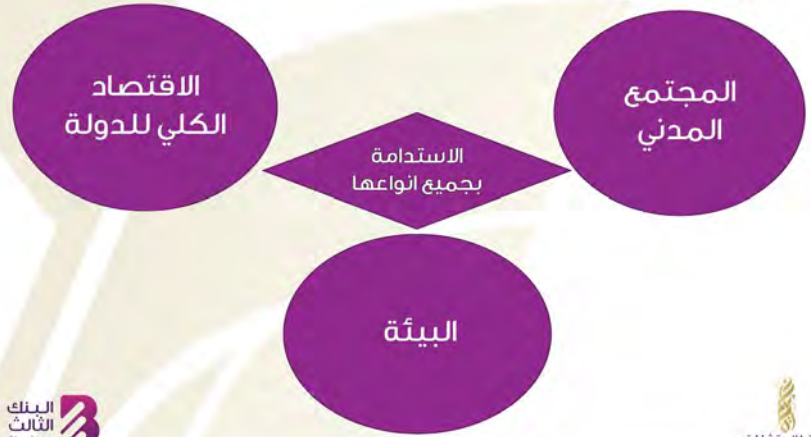 المجتمع
المدني
الاقتصاد
الكلي للدولة
الاستدامة
بجميع انواعها
البيئة
البنك
الثالث